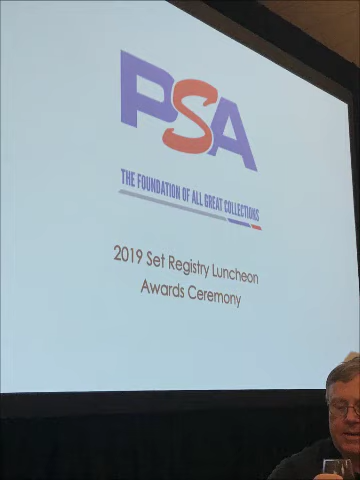 PSA
THE FOUNDATION OF ALL GREAT COLLECTIONS
2019 Set Registry Luncheon
Awards Ceremony